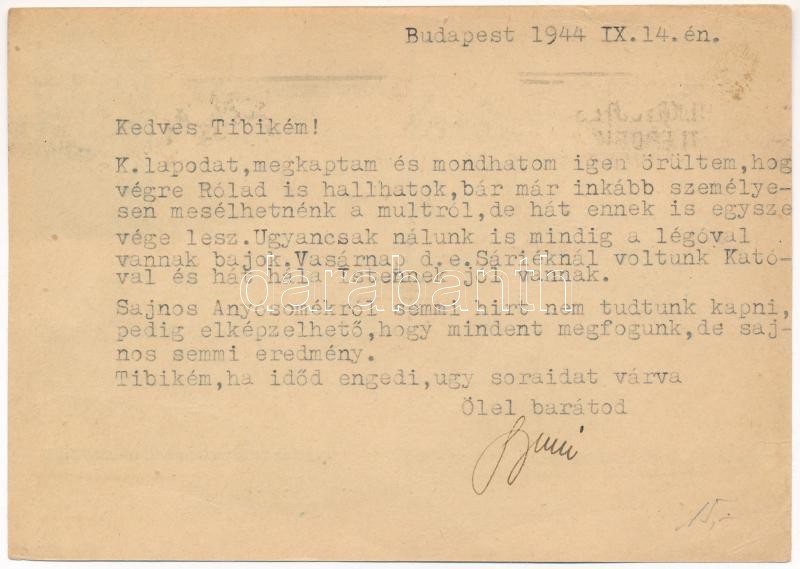 Budapest 1944 IX.14.én.
Kedves Tibikém!
K.lapodat,megkaptam és mondhatom igen örültem,hog
végre Rólad is hallhatok,bár már inkább személye-
sen mesélhetnénk a multról,de hát ennek is egysze
vége lesz.Ugyancsak nálunk is mindig a légóval
vannak bajok.Vasárnap d.e.Sáriéknál voltunk Kató-
val és hát hála Istennek jól vannak.
darabanth
Sajnos Anyosomékról semmi hirt nem tudtunk kapni,
pedig elképzelhető,hogy mindent megfogunk,de saj-
nos semmi eredmény.
Tibikém,ha időd engedi,ugy soraidat várva
Ölel barátod
15,-